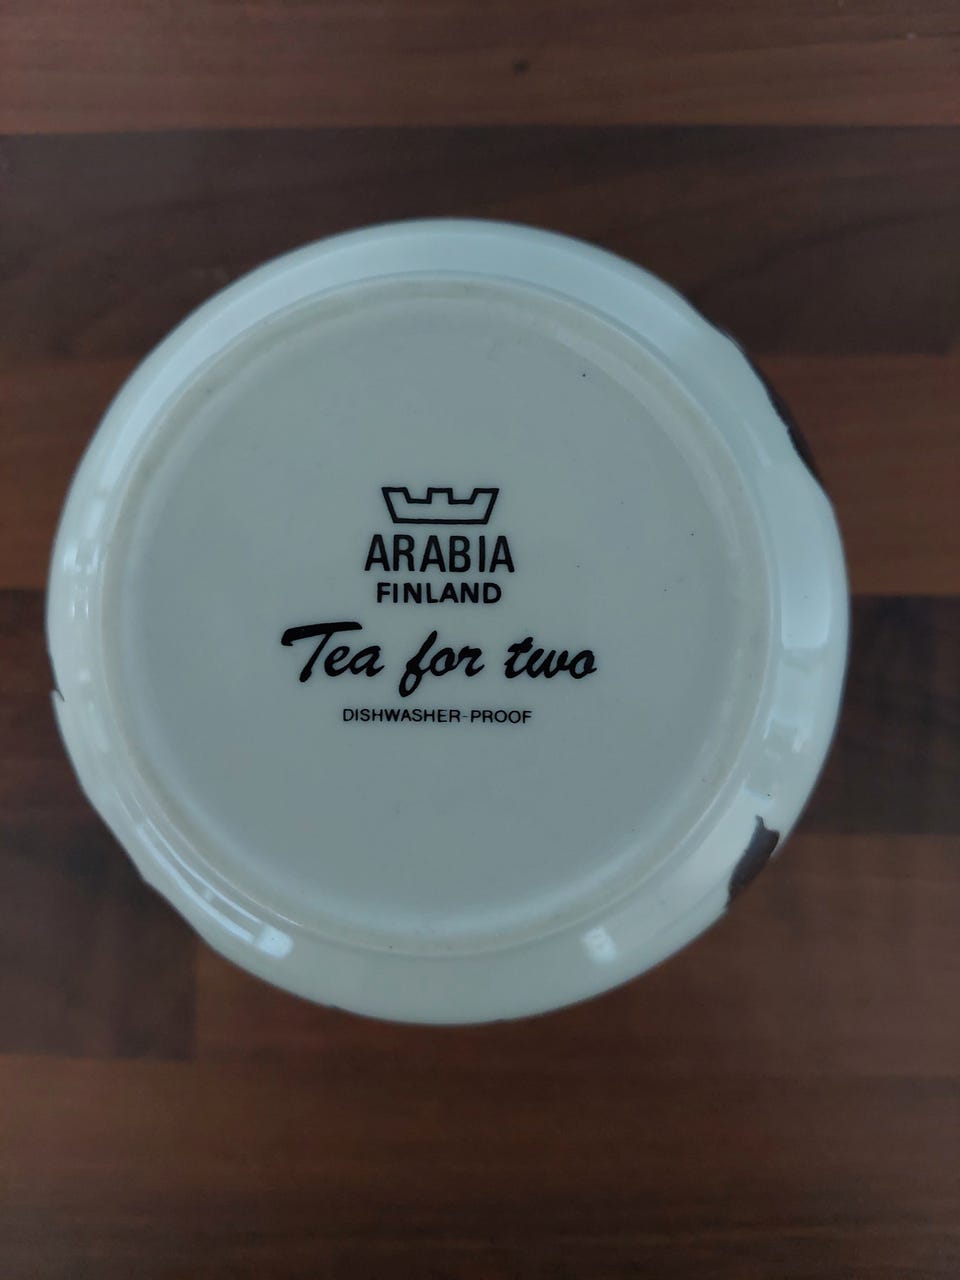 ARABIA
FINLAND
Tea for two
DISHWASHER-PROOF